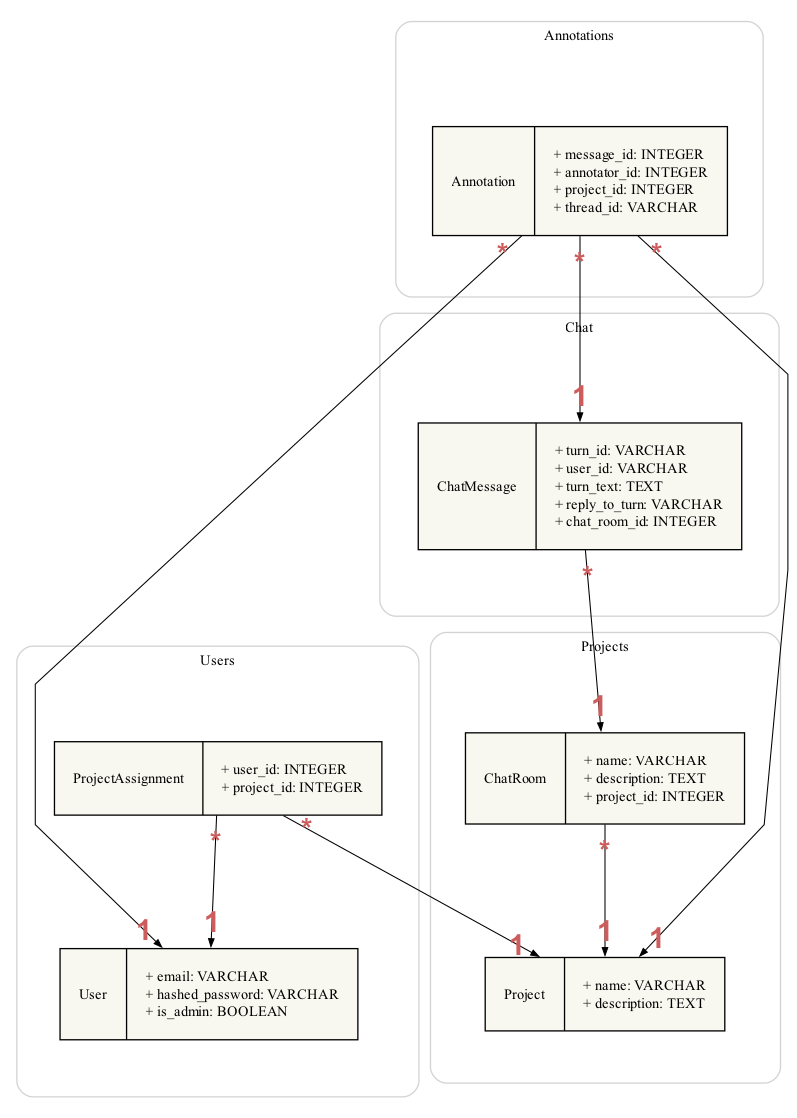 Annotations
Annotation
+ message_id: INTEGER
+ annotator_id: INTEGER
+ project_id: INTEGER
+ thread_id: VARCHAR
*
*
*
Chat
1
ChatMessage
+ turn_id: VARCHAR
+ user_id: VARCHAR
+ turn_text: TEXT
+ reply_to_turn: VARCHAR
+ chat_room_id: INTEGER
*
Users
Projects
1
ProjectAssignment
+ user_id: INTEGER
+ project_id: INTEGER
ChatRoom
+ name: VARCHAR
+ description: TEXT
+ project_id: INTEGER
*
*
*
1
1
1
1
1
User
+ email: VARCHAR
+ hashed_password: VARCHAR
+ is_admin: BOOLEAN
Project
+ name: VARCHAR
+ description: TEXT